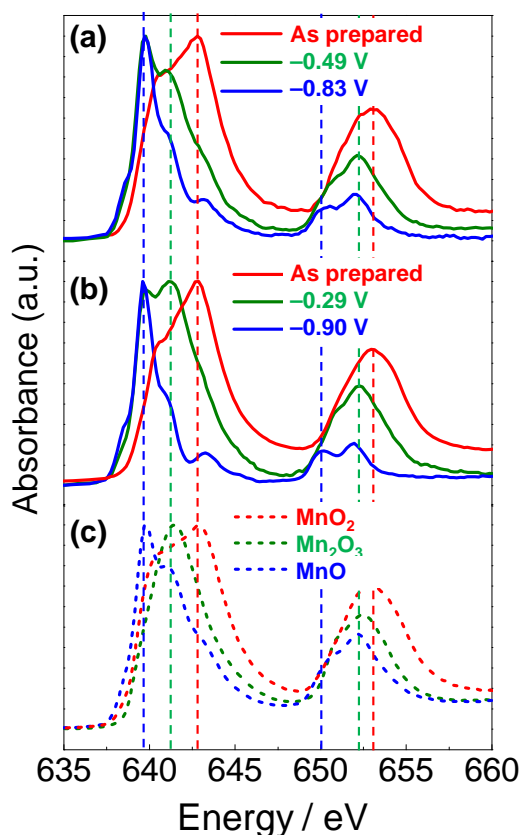 (a)
As prepared
–0.49 V
–0.83 V
(b)
As prepared
–0.29 V
–0.90 V
(c)
MnO2
Mn2O3
MnO
Absorbance (a.u.)
635 640 645 650 655 660
Energy / eV